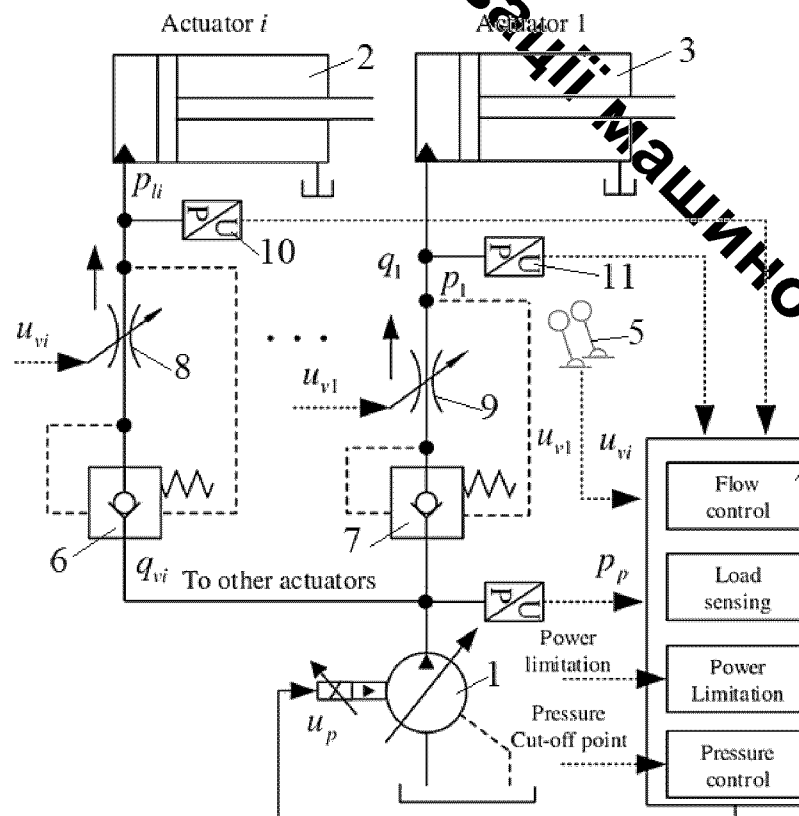 Actuator i
Actuator 1
2
3
p_li
10
q_1
11
p_1
5
u_vi
8
. . .
u_v1
9
u_v1
u_vi
Flow
control
6
7
q_vi
To other actuators
p_p
Load
sensing
Power
limitation
Power
Limitation
1
u_p
Pressure
Cut-off point
Pressure
control
P
U
P
U
P
U
зації машино